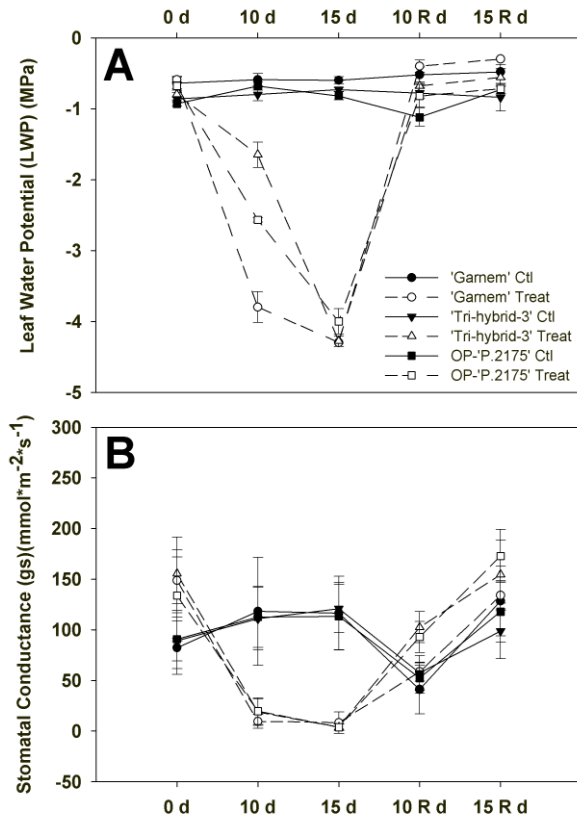 0 d 10 d 15 d 10 R d 15 R d
A
Leaf Water Potential (LWP) (MPa)
0
-1
-2
-3
-4
-5
'Garnem' Ctl
'Garnem' Treat
'Tri-hybrid-3' Ctl
'Tri-hybrid-3' Treat
OP-'P.2175' Ctl
OP-'P.2175' Treat
B
Stomatal Conductance (gs)(mmol*m-2*s-1)
300
250
200
150
100
50
0
-50
0 d 10 d 15 d 10 R d 15 R d